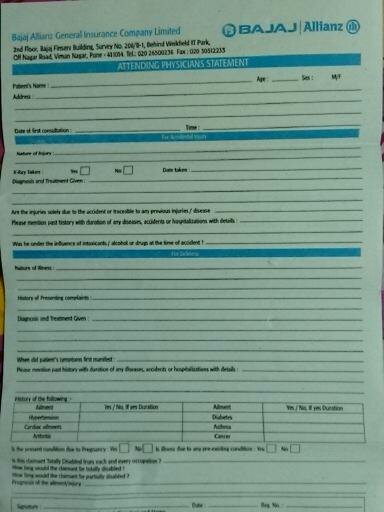 Bajaj Allianz General Insurance Company Limited
BAJAJ | Allianz
2nd Floor, Bajaj Finserv Building, Survey No. 208/B-1, Behind Weikfield IT Park,
Off Nagar Road, Viman Nagar, Pune - 411014. Tel.: 020 26500236 Fax : 020 30512233
ATTENDING PHYSICIANS STATEMENT
Patient's Name : Age : Sex : M/F
Address :
Date of first consultation : Time :
For Accidental Injury
Nature of Injury :
X-Ray Taken : Yes No Date taken :
Diagnosis and Treatment Given :
Are the injuries solely due to the accident or traceable to any previous injuries / disease
Please mention past history with duration of any diseases, accidents or hospitalizations with details :
Was he under the influence of intoxicants / alcohol or drugs at the time of accident ?
For Sickness
Nature of Illness :
History of Presenting complaints :
Diagnosis and Treatment Given :
When did patient's symptoms first manifest :
Please mention past history with duration of any diseases, accidents or hospitalizations with details :
History of the following :-
Ailment Yes / No, If yes Duration Ailment Yes / No, If yes Duration
Hypertension Diabetes
Cardiac ailments Asthma
Arthritis Cancer
Is the present condition due to Pregnancy : Yes No Is illness due to any pre-existing condition : Yes No
Is this claimant Totally Disabled from each and every occupation ?
How long would the claimant be totally disabled ?
How long would the claimant be partially disabled ?
Prognosis of the ailment/injury
Signature : Date : Reg. No. :